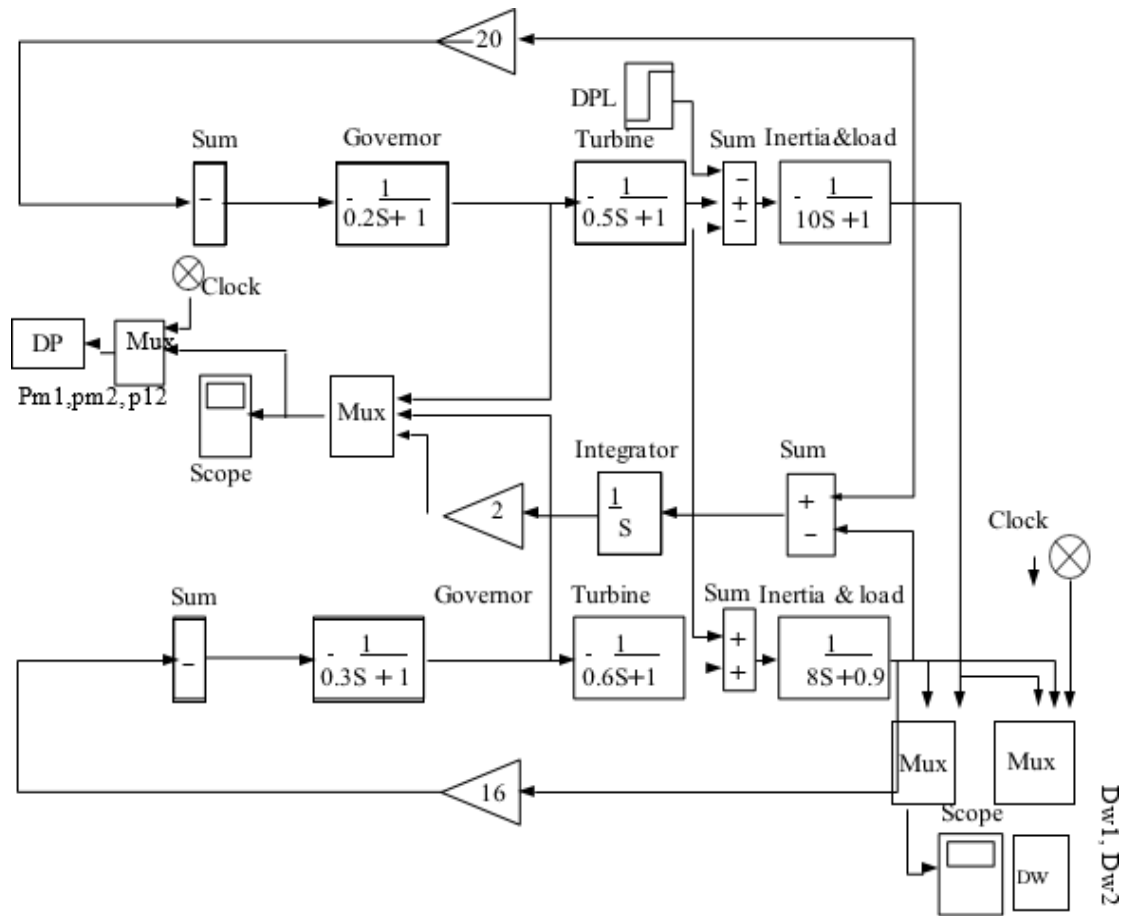 20
DPL
Sum
Governor
Turbine
Sum
Inertia&load
-
- 1
0.2S+ 1
- 1
0.5S +1
-
+
-
- 1
10S +1
Clock
DP
Mux
Pm1,pm2, p12
Scope
Mux
Integrator
1
S
Sum
+
-
2
Clock
Sum
Governor
Turbine
Sum
Inertia & load
-
- 1
0.3S + 1
- 1
0.6S+1
+
+
1
8S+0.9
16
Mux
Mux
Scope
DW
Dw1, Dw2